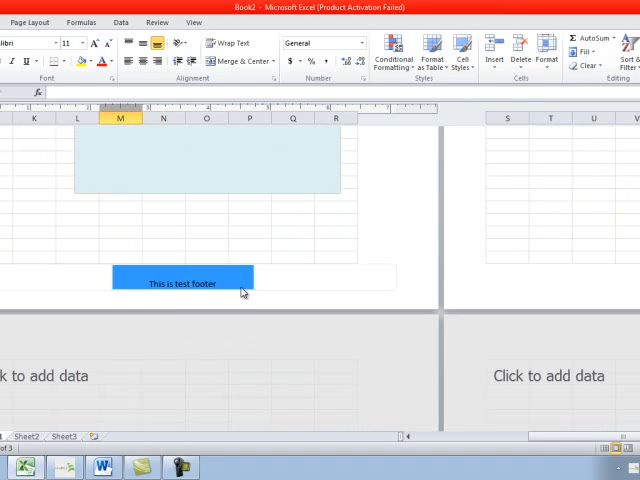 Book2 - Microsoft Excel (Product Activation Failed)
Page Layout Formulas Data Review View
libri 11 A A Wrap Text General AutoSum
Fill
B Merge & Center $ % , Conditional Formatting Format as Table Cell Styles Insert Delete Format Clear Sort
Font Alignment Number Styles Cells Editing
fx
K L M N O P Q R S T U V
This is test footer
k to add data Click to add data
Sheet2 Sheet3
of 3